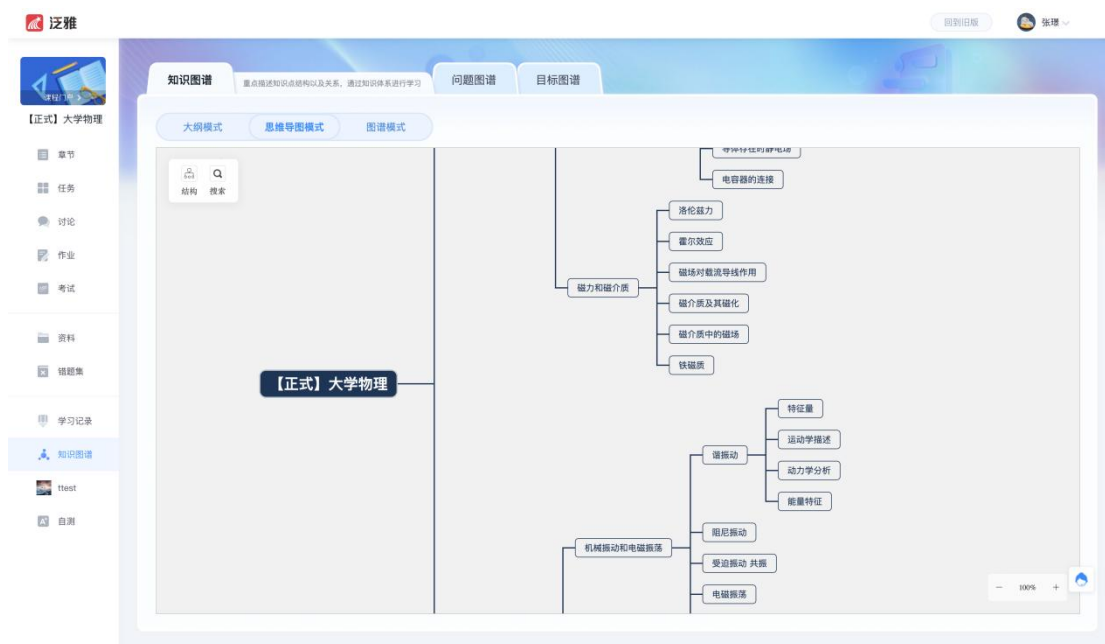 泛雅
回到旧版
张璟
课程门户
【正式】大学物理
章节
任务
讨论
作业
考试
资料
错题集
学习记录
知识图谱
ttest
自测
知识图谱
重点描述知识点结构以及关系，通过知识体系进行学习
问题图谱
目标图谱
大纲模式
思维导图模式
图谱模式
结构
搜索
导体存在时静电场
电容器的连接
洛伦兹力
霍尔效应
磁场对载流导线作用
磁力和磁介质
磁介质及其磁化
磁介质中的磁场
铁磁质
【正式】大学物理
特征量
运动学描述
谐振动
动力学分析
能量特征
阻尼振动
机械振动和电磁振荡
受迫振动 共振
电磁振荡
− 100% +